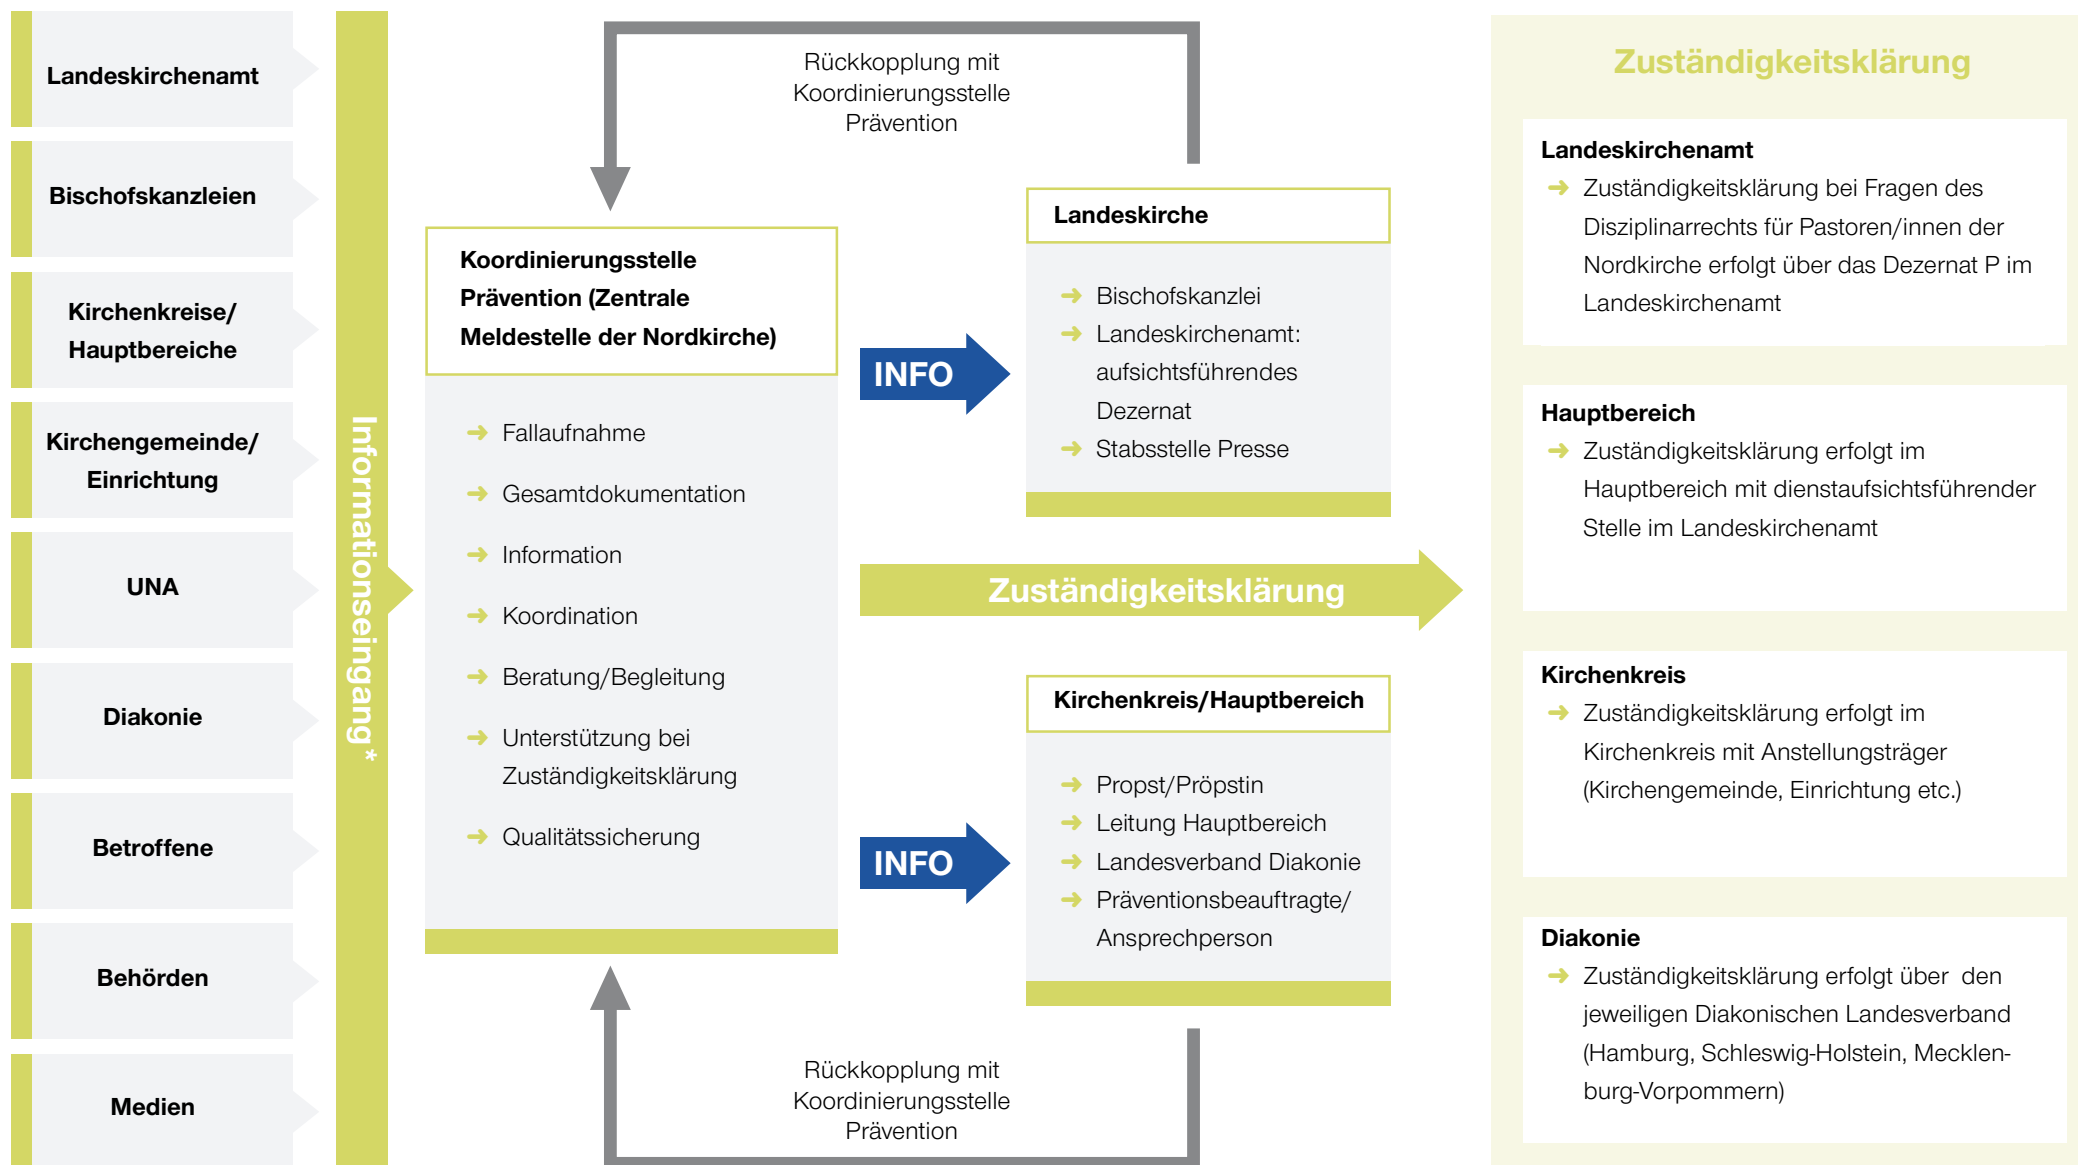 Landeskirchenamt
Bischofskanzleien
Kirchenkreise/
Hauptbereiche
Kirchengemeinde/
Einrichtung
UNA
Diakonie
Betroffene
Behörden
Medien
Informationseingang*
Rückkopplung mit
Koordinierungsstelle
Prävention
Koordinierungsstelle
Prävention (Zentrale
Meldestelle der Nordkirche)
➜ Fallaufnahme
➜ Gesamtdokumentation
➜ Information
➜ Koordination
➜ Beratung/Begleitung
➜ Unterstützung bei
Zuständigkeitsklärung
➜ Qualitätssicherung
INFO
Landeskirche
➜ Bischofskanzlei
➜ Landeskirchenamt:
aufsichtsführendes
Dezernat
➜ Stabsstelle Presse
Zuständigkeitsklärung
INFO
Kirchenkreis/Hauptbereich
➜ Propst/Pröpstin
➜ Leitung Hauptbereich
➜ Landesverband Diakonie
➜ Präventionsbeauftragte/
Ansprechperson
Rückkopplung mit
Koordinierungsstelle
Prävention
Zuständigkeitsklärung
Landeskirchenamt
➜ Zuständigkeitsklärung bei Fragen des
Disziplinarrechts für Pastoren/innen der
Nordkirche erfolgt über das Dezernat P im
Landeskirchenamt
Hauptbereich
➜ Zuständigkeitsklärung erfolgt im
Hauptbereich mit dienstaufsichtsführender
Stelle im Landeskirchenamt
Kirchenkreis
➜ Zuständigkeitsklärung erfolgt im
Kirchenkreis mit Anstellungsträger
(Kirchengemeinde, Einrichtung etc.)
Diakonie
➜ Zuständigkeitsklärung erfolgt über den
jeweiligen Diakonischen Landesverband
(Hamburg, Schleswig-Holstein, Mecklen-
burg-Vorpommern)